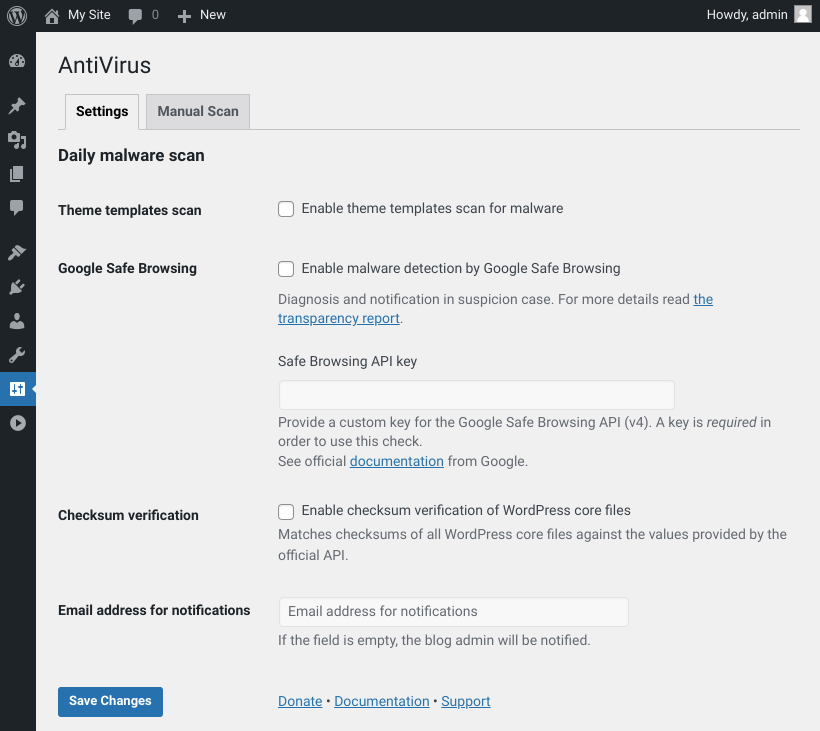 My Site 0 New Howdy, admin
AntiVirus
Settings Manual Scan
Daily malware scan
Theme templates scan Enable theme templates scan for malware
Google Safe Browsing Enable malware detection by Google Safe Browsing
Diagnosis and notification in suspicion case. For more details read the
transparency report.
Safe Browsing API key
Provide a custom key for the Google Safe Browsing API (v4). A key is required in
order to use this check.
See official documentation from Google.
Checksum verification Enable checksum verification of WordPress core files
Matches checksums of all WordPress core files against the values provided by the
official API.
Email address for notifications Email address for notifications
If the field is empty, the blog admin will be notified.
Save Changes Donate • Documentation • Support